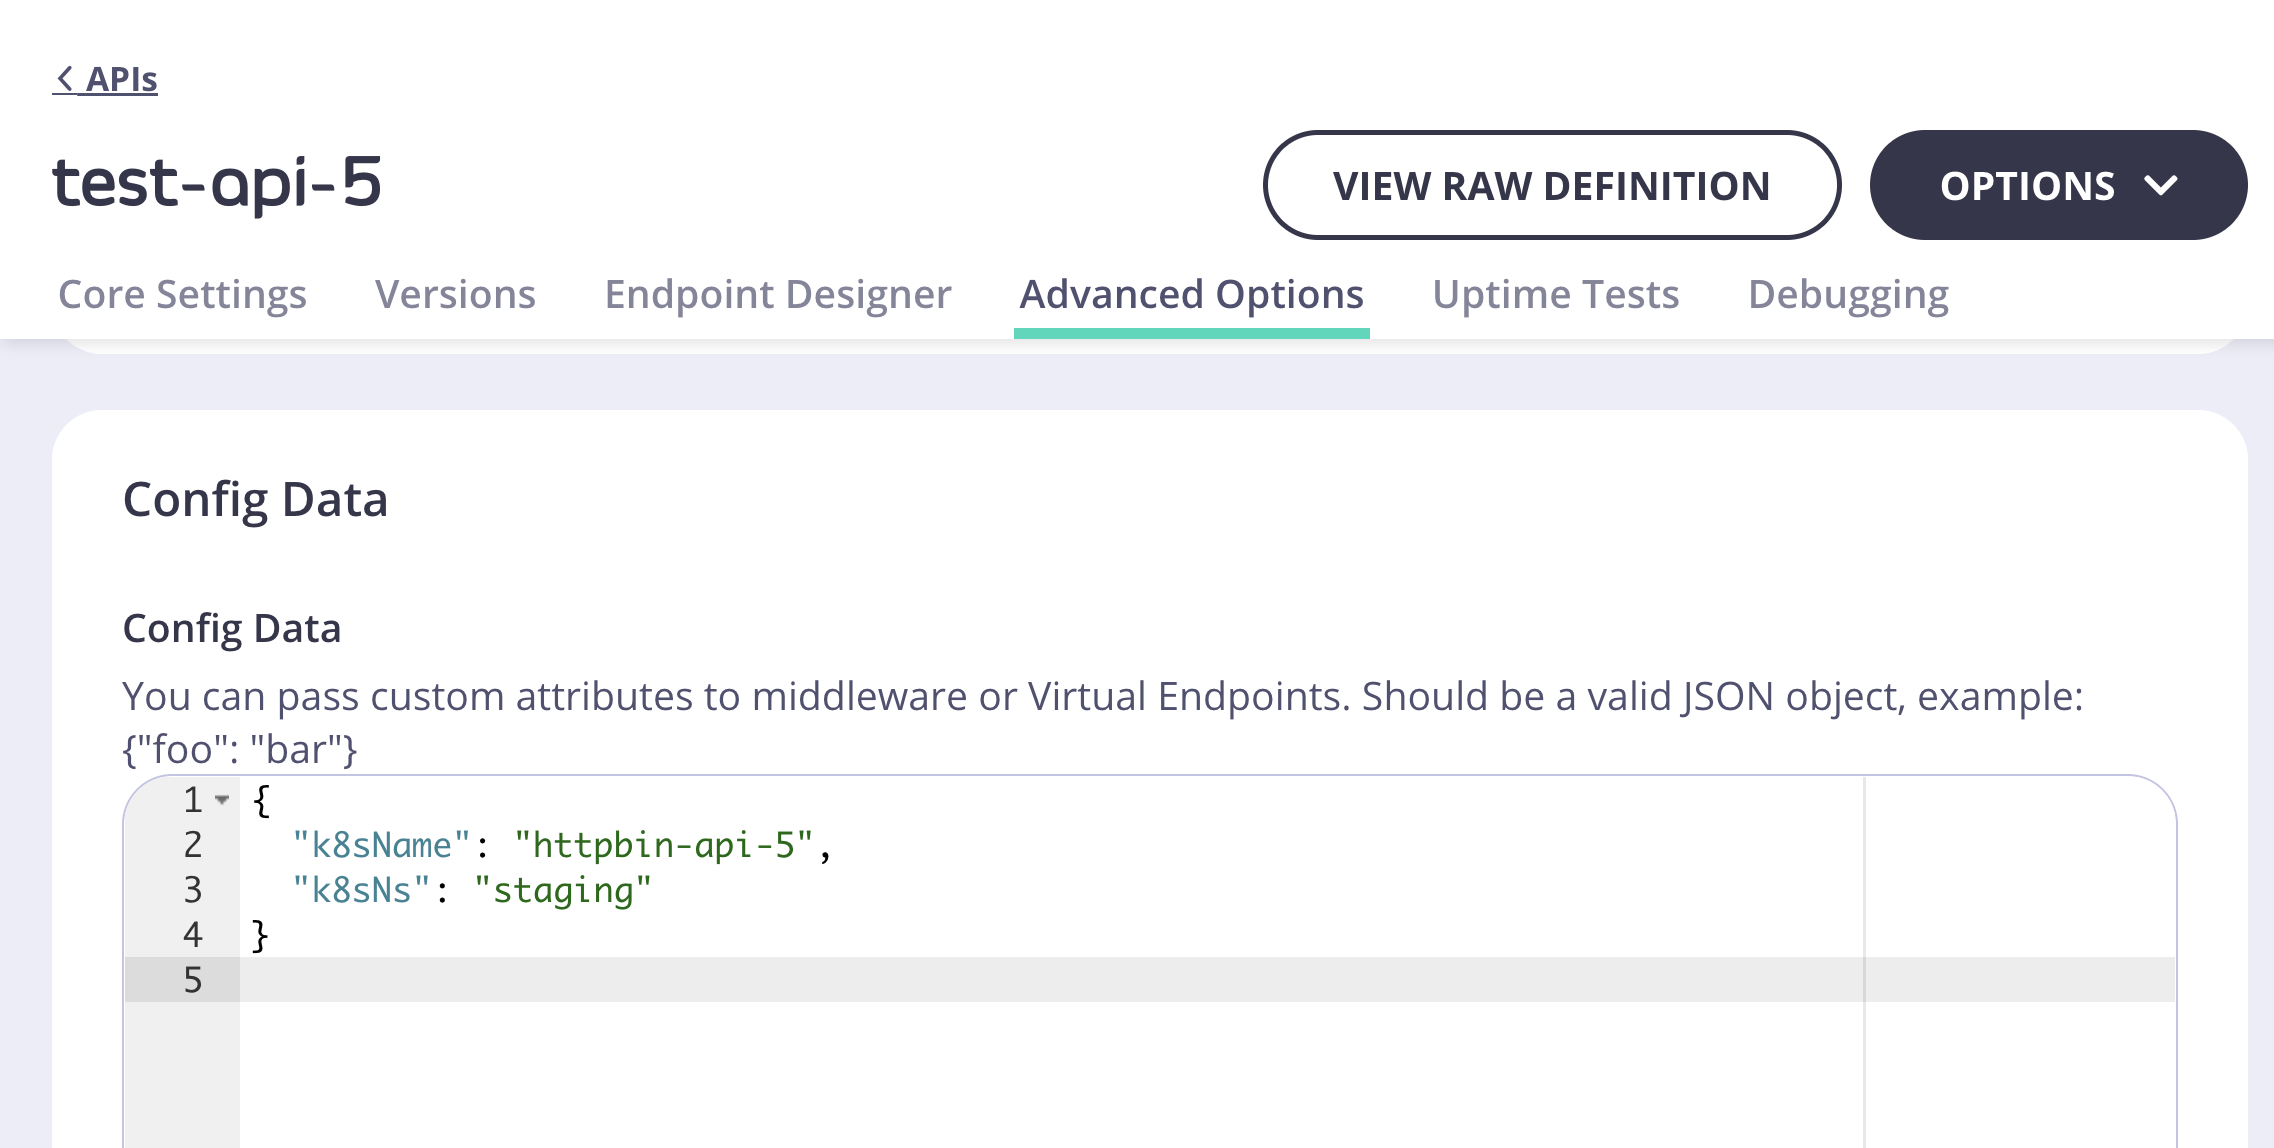 APIs
test-api-5
VIEW RAW DEFINITION
OPTIONS
Core Settings Versions Endpoint Designer Advanced Options Uptime Tests Debugging
Config Data
Config Data
You can pass custom attributes to middleware or Virtual Endpoints. Should be a valid JSON object, example:
{"foo": "bar"}
1 {
2 "k8sName": "httpbin-api-5",
3 "k8sNs": "staging"
4 }
5